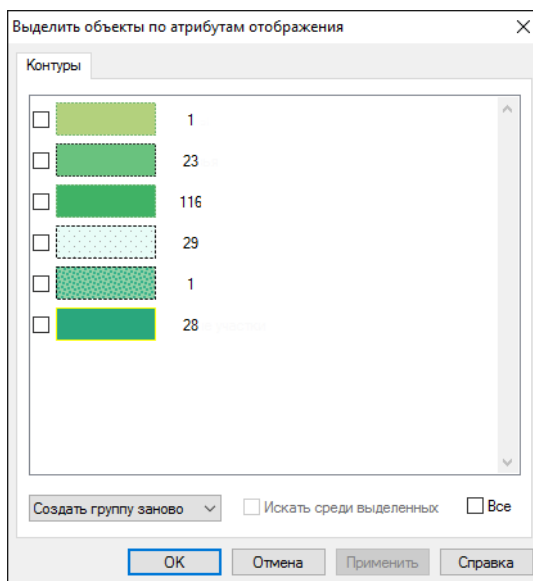 Выделить объекты по атрибутам отображения
Контуры
1
23
116
29
1
28
Создать группу заново
Искать среди выделенных
Все
OK
Отмена
Применить
Справка